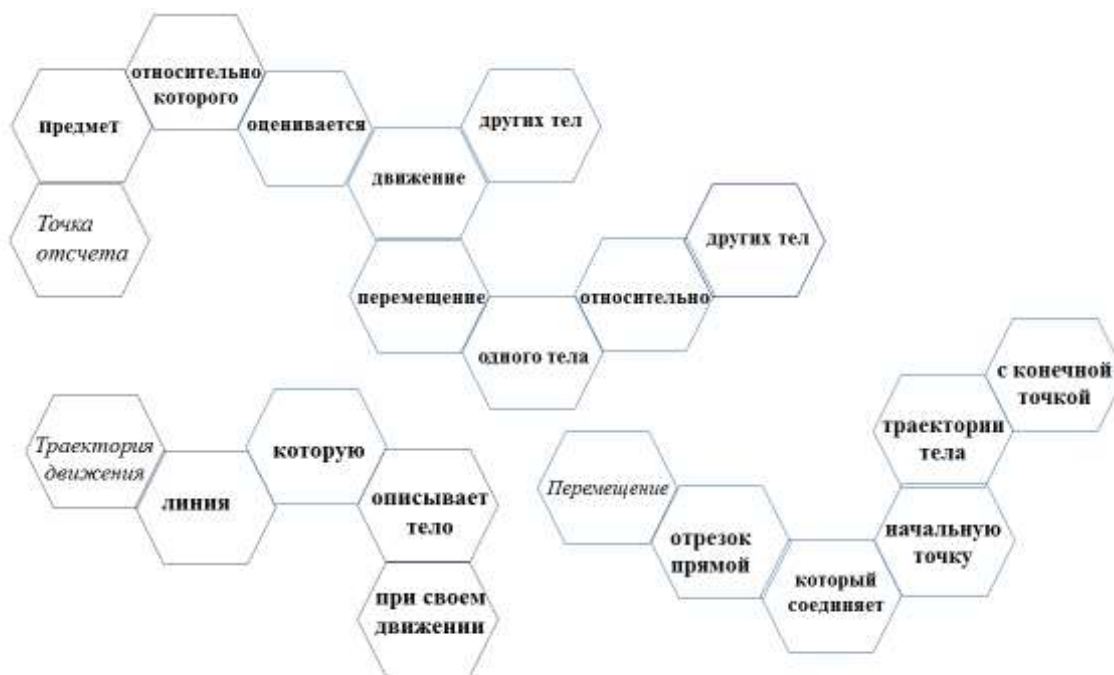 относительно
которого
предмет
оценивается
других тел
движение
Точка
отсчета
перемещение
одного тела
относительно
других тел
Траектория
движения
линия
которую
описывает
тело
при своем
движении
Перемещение
отрезок
прямой
который
соединяет
начальную
точку
траектории
тела
с конечной
точкой